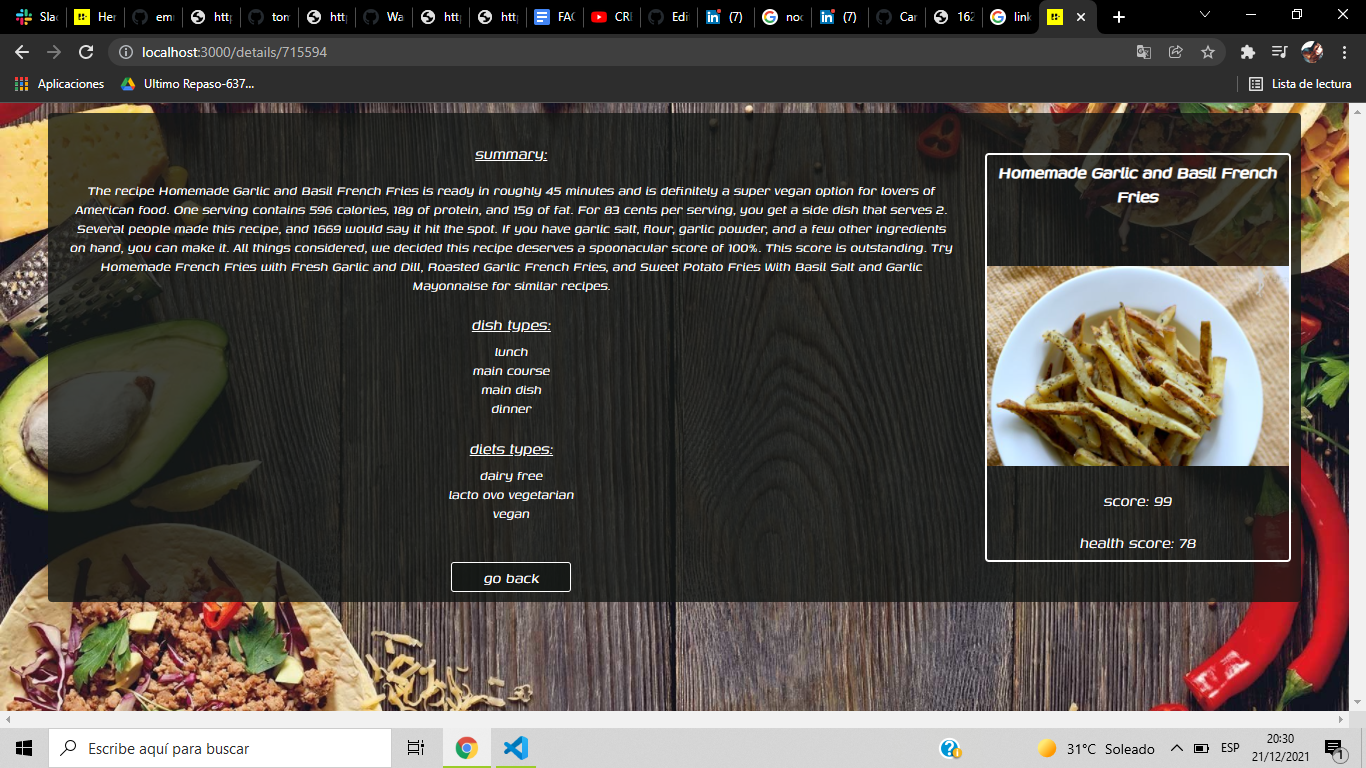 Slac
Her
em
http
tom
http
Wa
http
http
FAC
CRI
Edi
(7)
noc
(7)
Car
162
link
localhost:3000/details/715594
Aplicaciones
Ultimo Repaso-637...
Lista de lectura
summary:
The recipe Homemade Garlic and Basil French Fries is ready in roughly 45 minutes and is definitely a super vegan option for lovers of
American food. One serving contains 596 calories, 18g of protein, and 15g of fat. For 83 cents per serving, you get a side dish that serves 2.
Several people made this recipe, and 1669 would say it hit the spot. If you have garlic salt, flour, garlic powder, and a few other ingredients
on hand, you can make it. All things considered, we decided this recipe deserves a spoonacular score of 100%. This score is outstanding. Try
Homemade French Fries with Fresh Garlic and Dill, Roasted Garlic French Fries, and Sweet Potato Fries With Basil Salt and Garlic
Mayonnaise for similar recipes.
dish types:
lunch
main course
main dish
dinner
diets types:
dairy free
lacto ovo vegetarian
vegan
go back
Homemade Garlic and Basil French
Fries
score: 99
health score: 78
Escribe aquí para buscar
31°C Soleado
ESP
20:30
21/12/2021
1